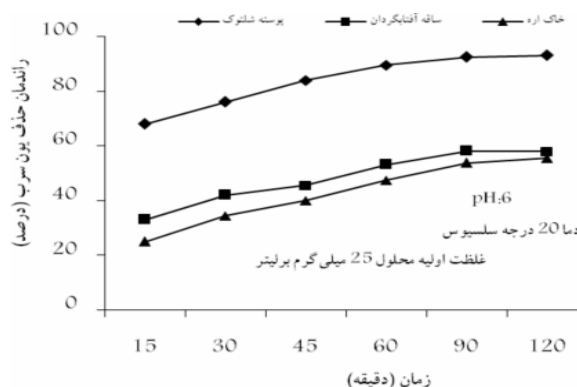 خاک اره ساقه آفتابگردان پوسته شلتوک
راندمان حذف یون سرب (درصد)
100
80
60
40
20
0
pH:6
دما 20 درجه سلسیوس
غلظت اولیه محلول 25 میلی گرم برلیتر
15 30 45 60 90 120
زمان (دقیقه)